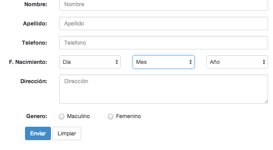 Nombre: Nombre
Apellido: Apellido
Telefono: Telefono
F. Nacimiento: Dia Mes Año
Dirección: Dirección
Genero: Maculino Femenino
Enviar Limpiar